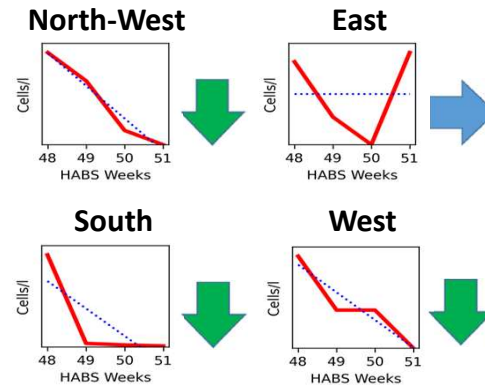 North-West
Cells/l
48 49 50 51
HABS Weeks
East
Cells/l
48 49 50 51
HABS Weeks
South
Cells/l
48 49 50 51
HABS Weeks
West
Cells/l
48 49 50 51
HABS Weeks